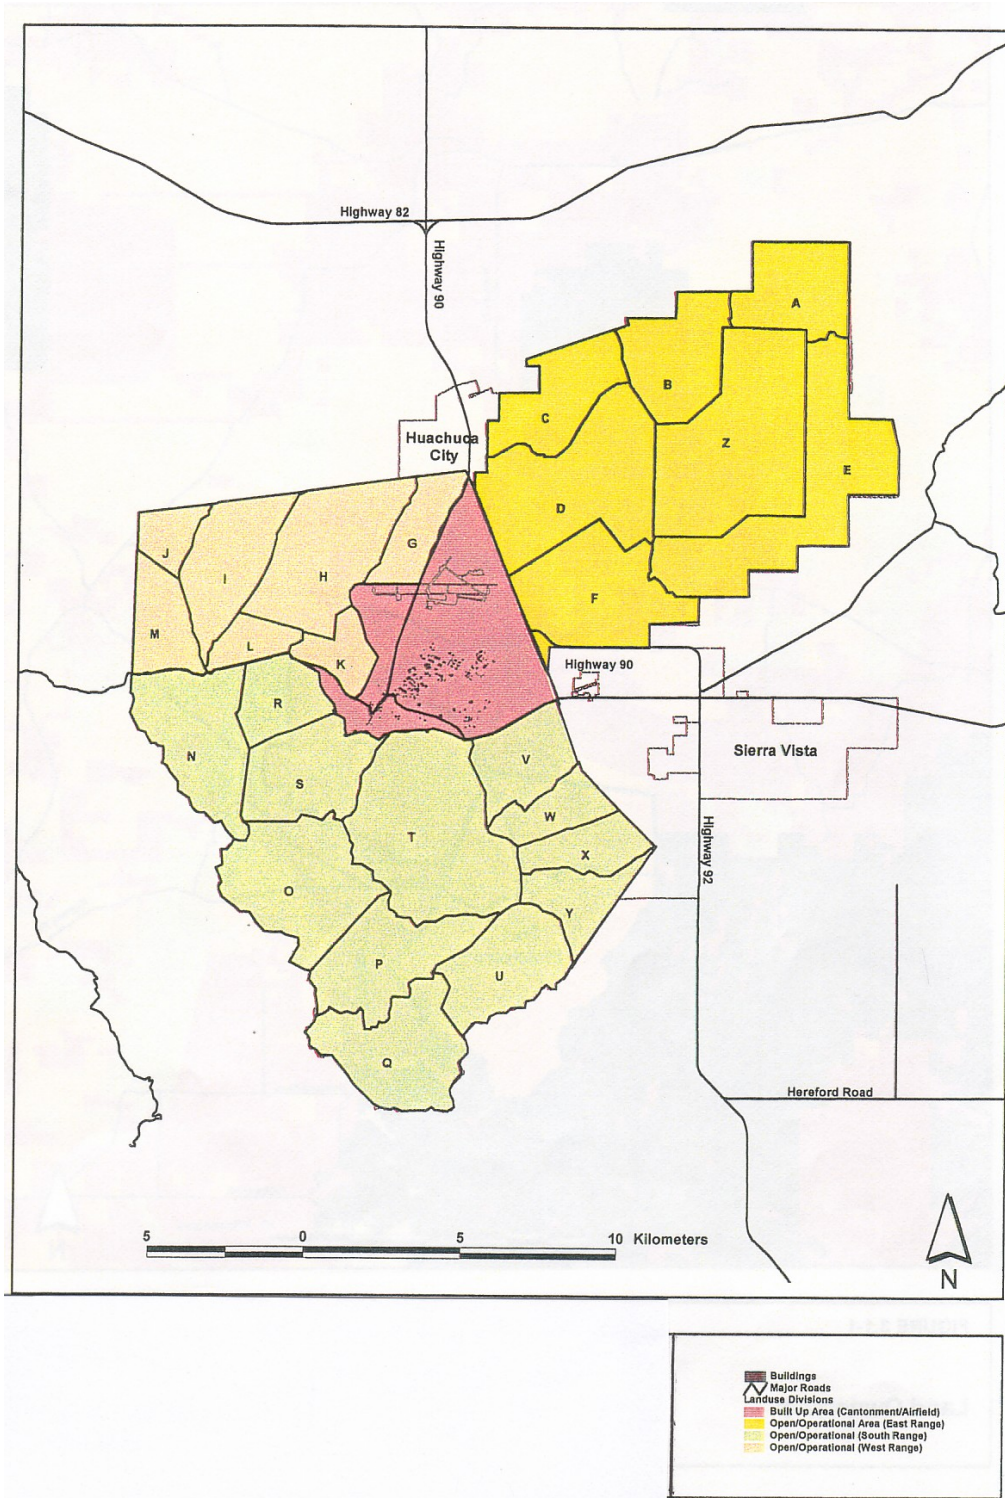 Highway 82
Highway 90
A
B
C
Huachuca
City
Z
E
D
J
G
I
H
F
M
L
K
Highway 90
R
N
V
Sierra Vista
S
W
T
X
Highway 92
O
Y
P
U
Q
Hereford Road
5 0 5 10 Kilometers
N
Buildings
Major Roads
Landuse Divisions
Built Up Area (Cantonment/Airfield)
Open/Operational Area (East Range)
Open/Operational (South Range)
Open/Operational (West Range)